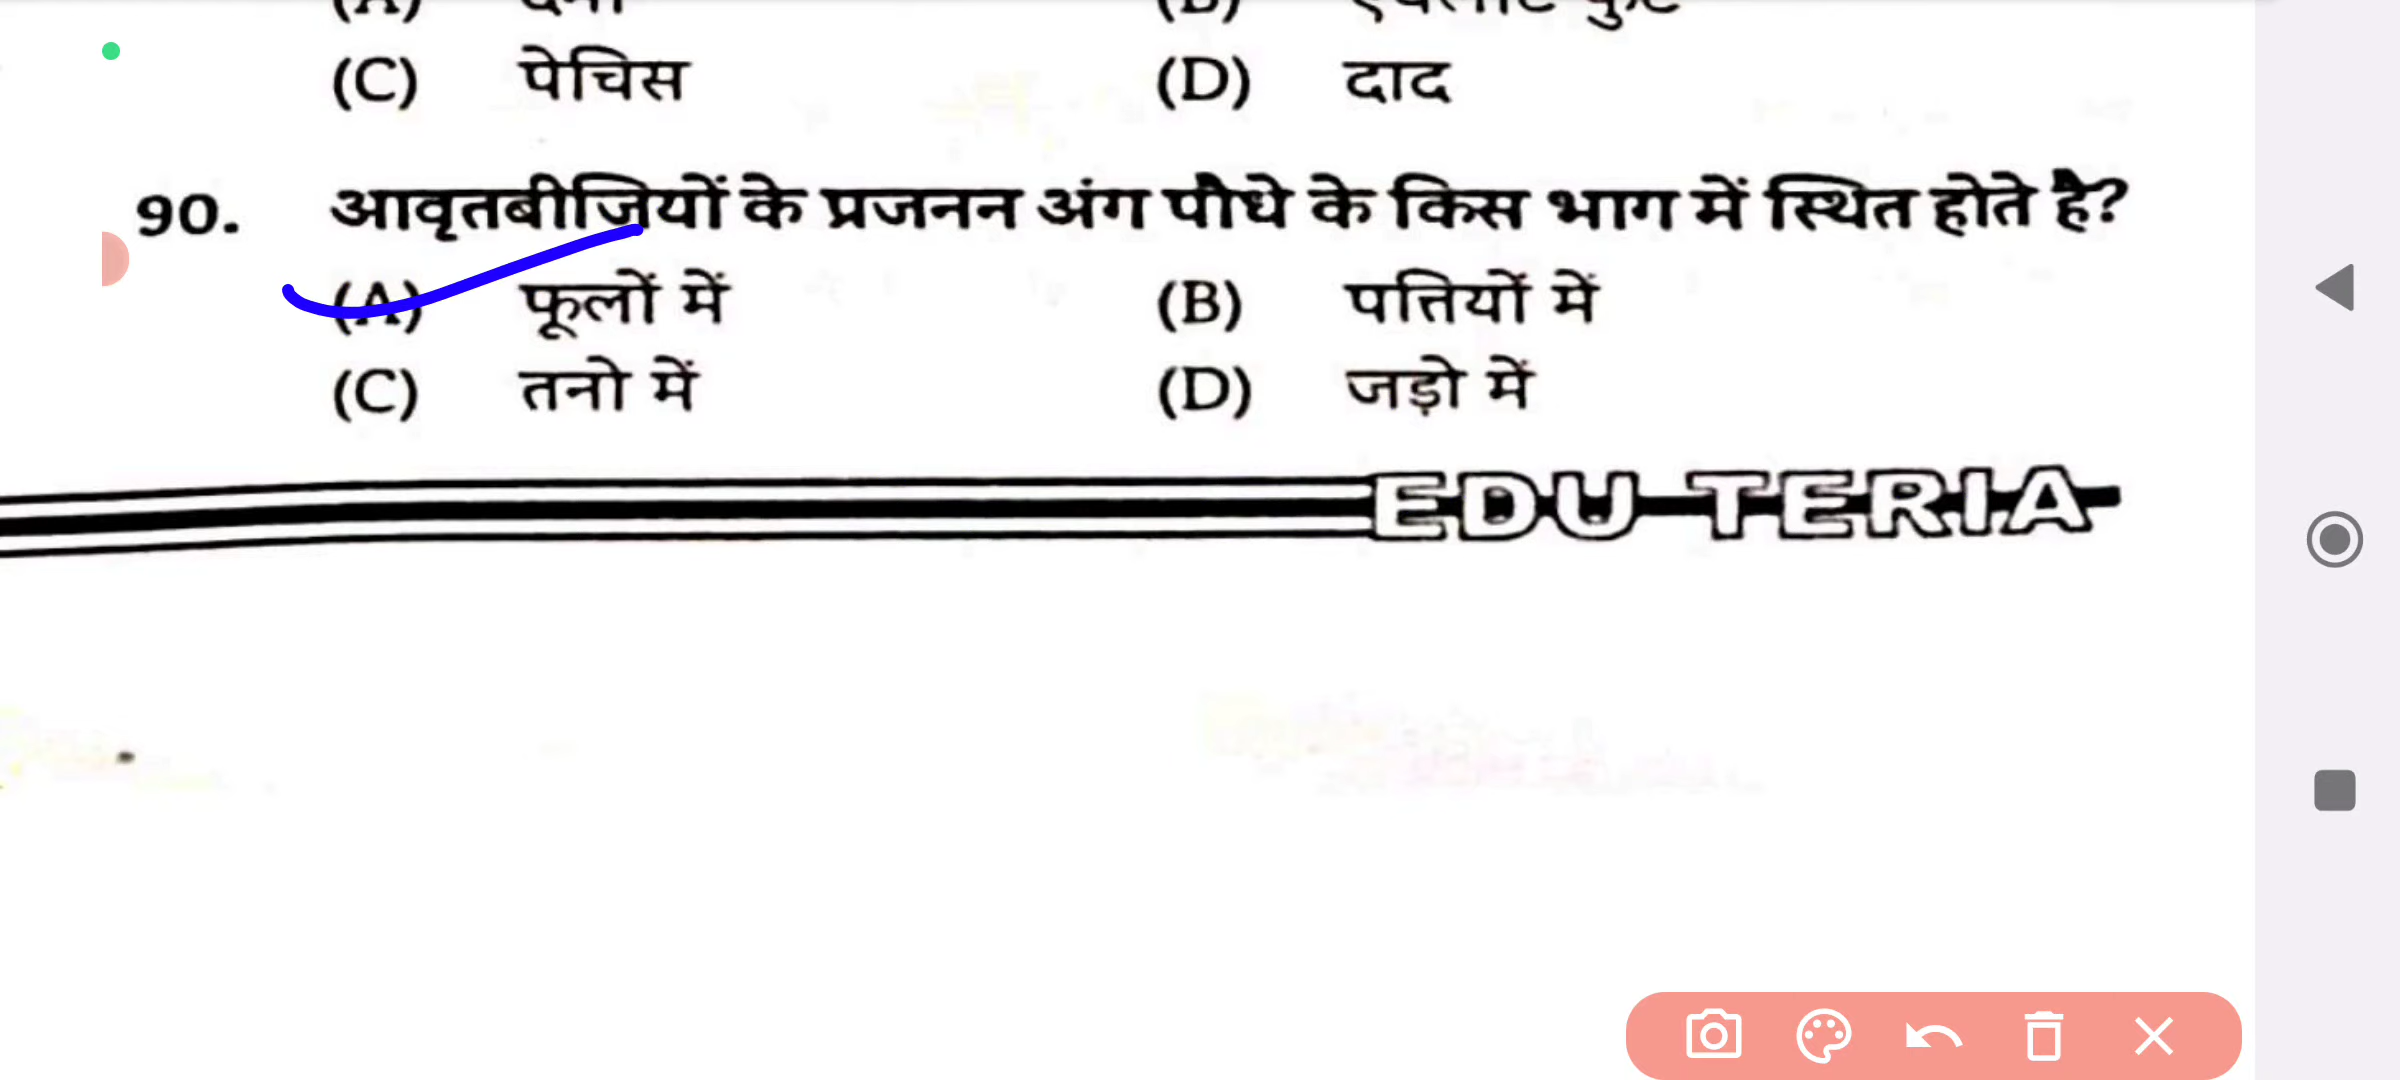 (C) पेचिस (D) दाद
90. आवृतबीजियों के प्रजनन अंग पौधे के किस भाग में स्थित होते है?
(A) फूलों में (B) पत्तियों में
(C) तनो में (D) जड़ो में
EDU TERIA